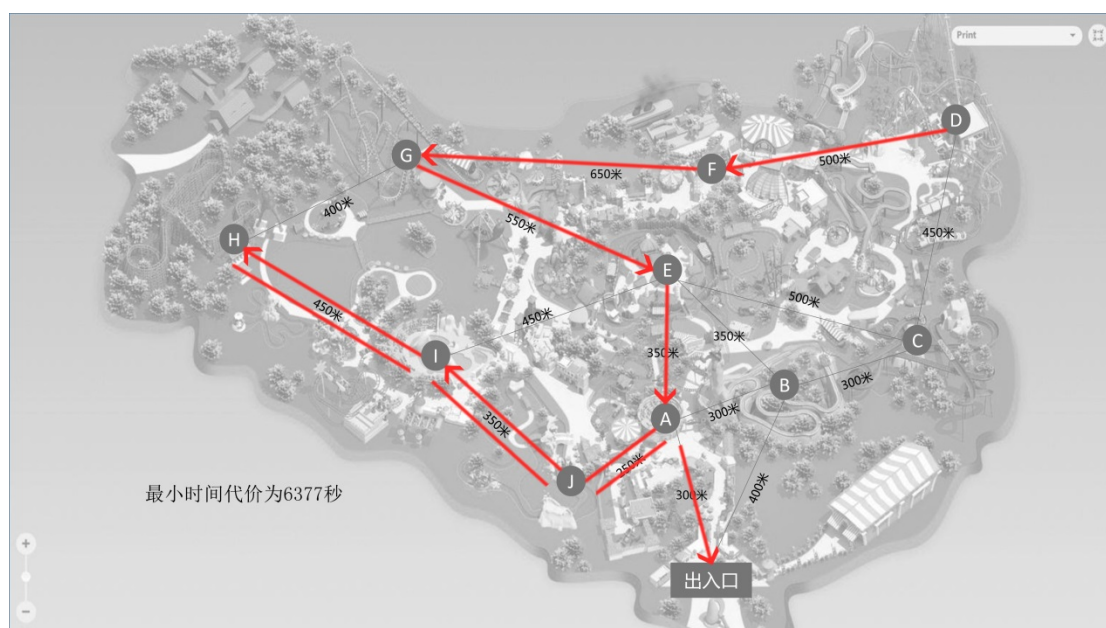 Print
D
G
F
500米
650米
400米
550米
450米
H
E
500米
450米
450米
C
I
350米
350米
B
300米
350米
A
300米
250米
J
300米
400米
最小时间代价为6377秒
出入口